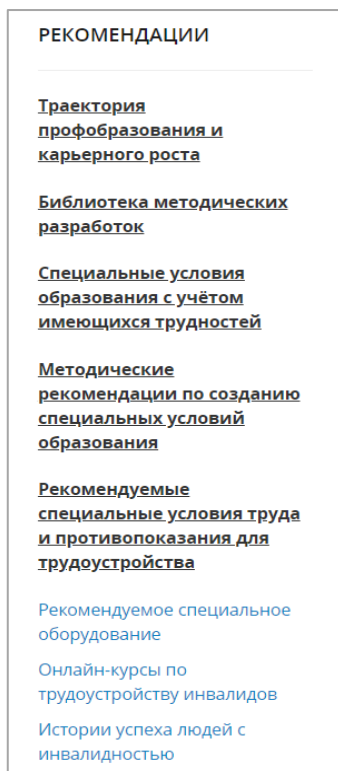 РЕКОМЕНДАЦИИ
Траектория
профобразования и
карьерного роста
Библиотека методических
разработок
Специальные условия
образования с учётом
имеющихся трудностей
Методические
рекомендации по созданию
специальных условий
образования
Рекомендуемые
специальные условия труда
и противопоказания для
трудоустройства
Рекомендуемое специальное
оборудование
Онлайн-курсы по
трудоустройству инвалидов
Истории успеха людей с
инвалидностью